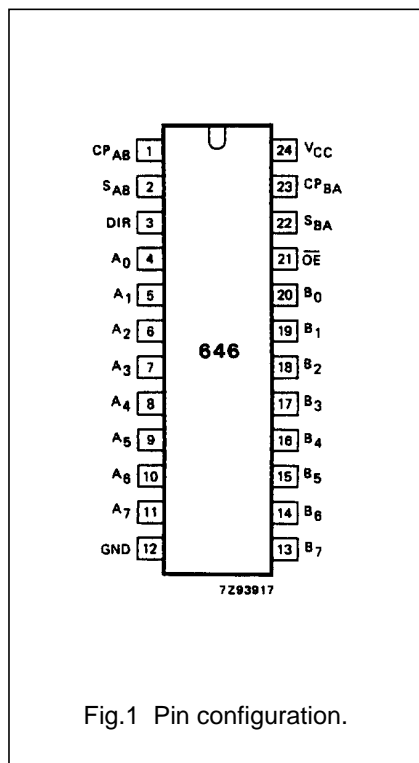 CPAB 1 24 VCC
SAB 2 23 CPBA
DIR 3 22 SBA
A0 4 21 O̅E̅
A1 5 20 B0
A2 6 19 B1
A3 7 646 18 B2
A4 8 17 B3
A5 9 16 B4
A6 10 15 B5
A7 11 14 B6
GND 12 13 B7
7Z93917
Fig.1 Pin configuration.